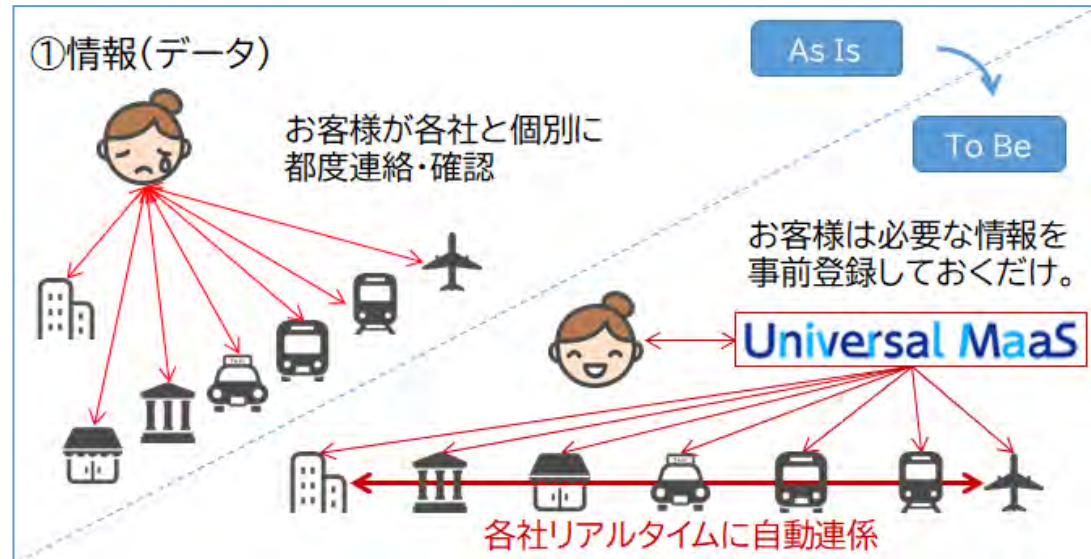 ①情報(データ)
お客様が各社と個別に
都度連絡・確認
As Is
To Be
お客様は必要な情報を
事前登録しておくだけ。
Universal MaaS
TAXI
TAXI
各社リアルタイムに自動連係